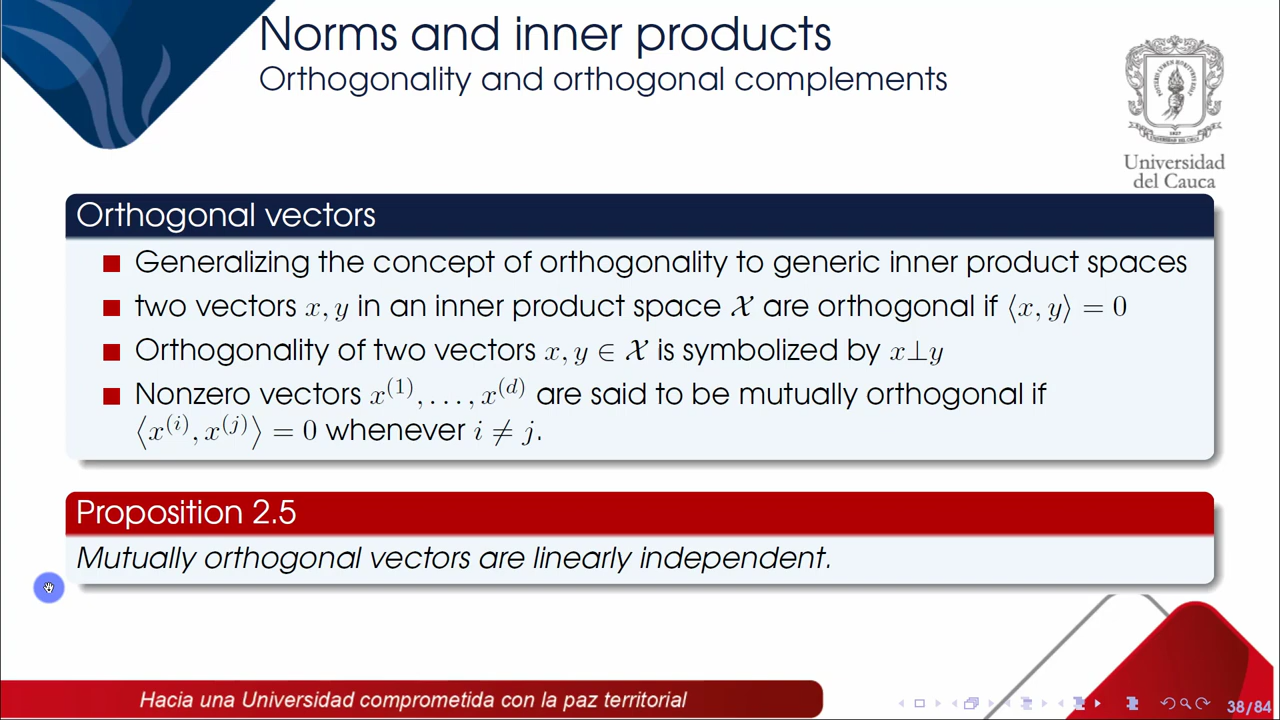 Norms and inner products
Orthogonality and orthogonal complements
Universidad
del Cauca
Orthogonal vectors
Generalizing the concept of orthogonality to generic inner product spaces
two vectors x, y in an inner product space 𝒳 are orthogonal if ⟨x, y⟩ = 0
Orthogonality of two vectors x, y ∈ 𝒳 is symbolized by x⊥y
Nonzero vectors x⁽¹⁾, . . . , x⁽ᵈ⁾ are said to be mutually orthogonal if
⟨x⁽ⁱ⁾, x⁽ʲ⁾⟩ = 0 whenever i ≠ j.
Proposition 2.5
Mutually orthogonal vectors are linearly independent.
Hacia una Universidad comprometida con la paz territorial
38/84